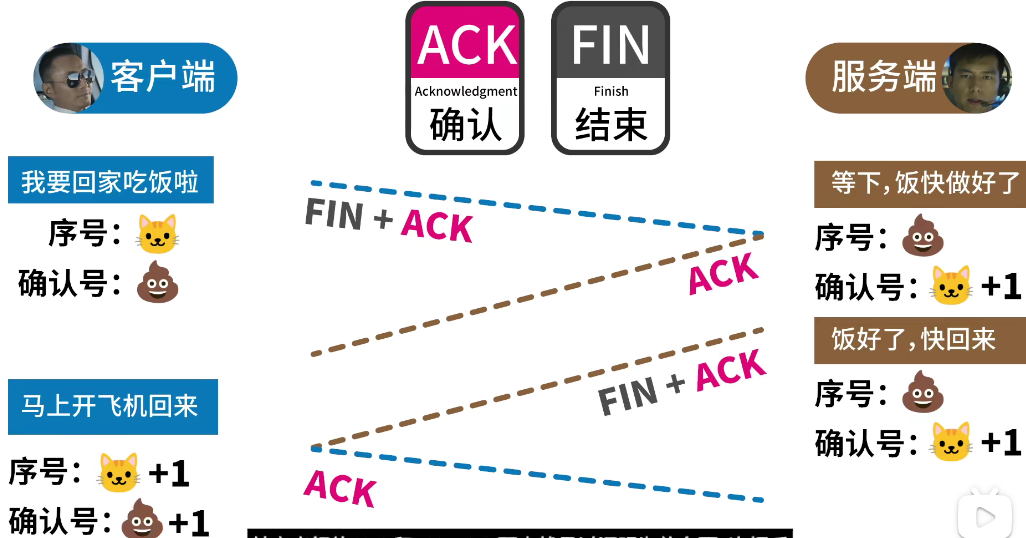 客户端
ACK
Acknowledgment
确认
FIN
Finish
结束
服务端
我要回家吃饭啦
序号：
确认号：
FIN + ACK
等下，饭快做好了
序号：
确认号： +1
ACK
饭好了，快回来
序号：
确认号： +1
FIN + ACK
马上开飞机回来
序号： +1
确认号： +1
ACK